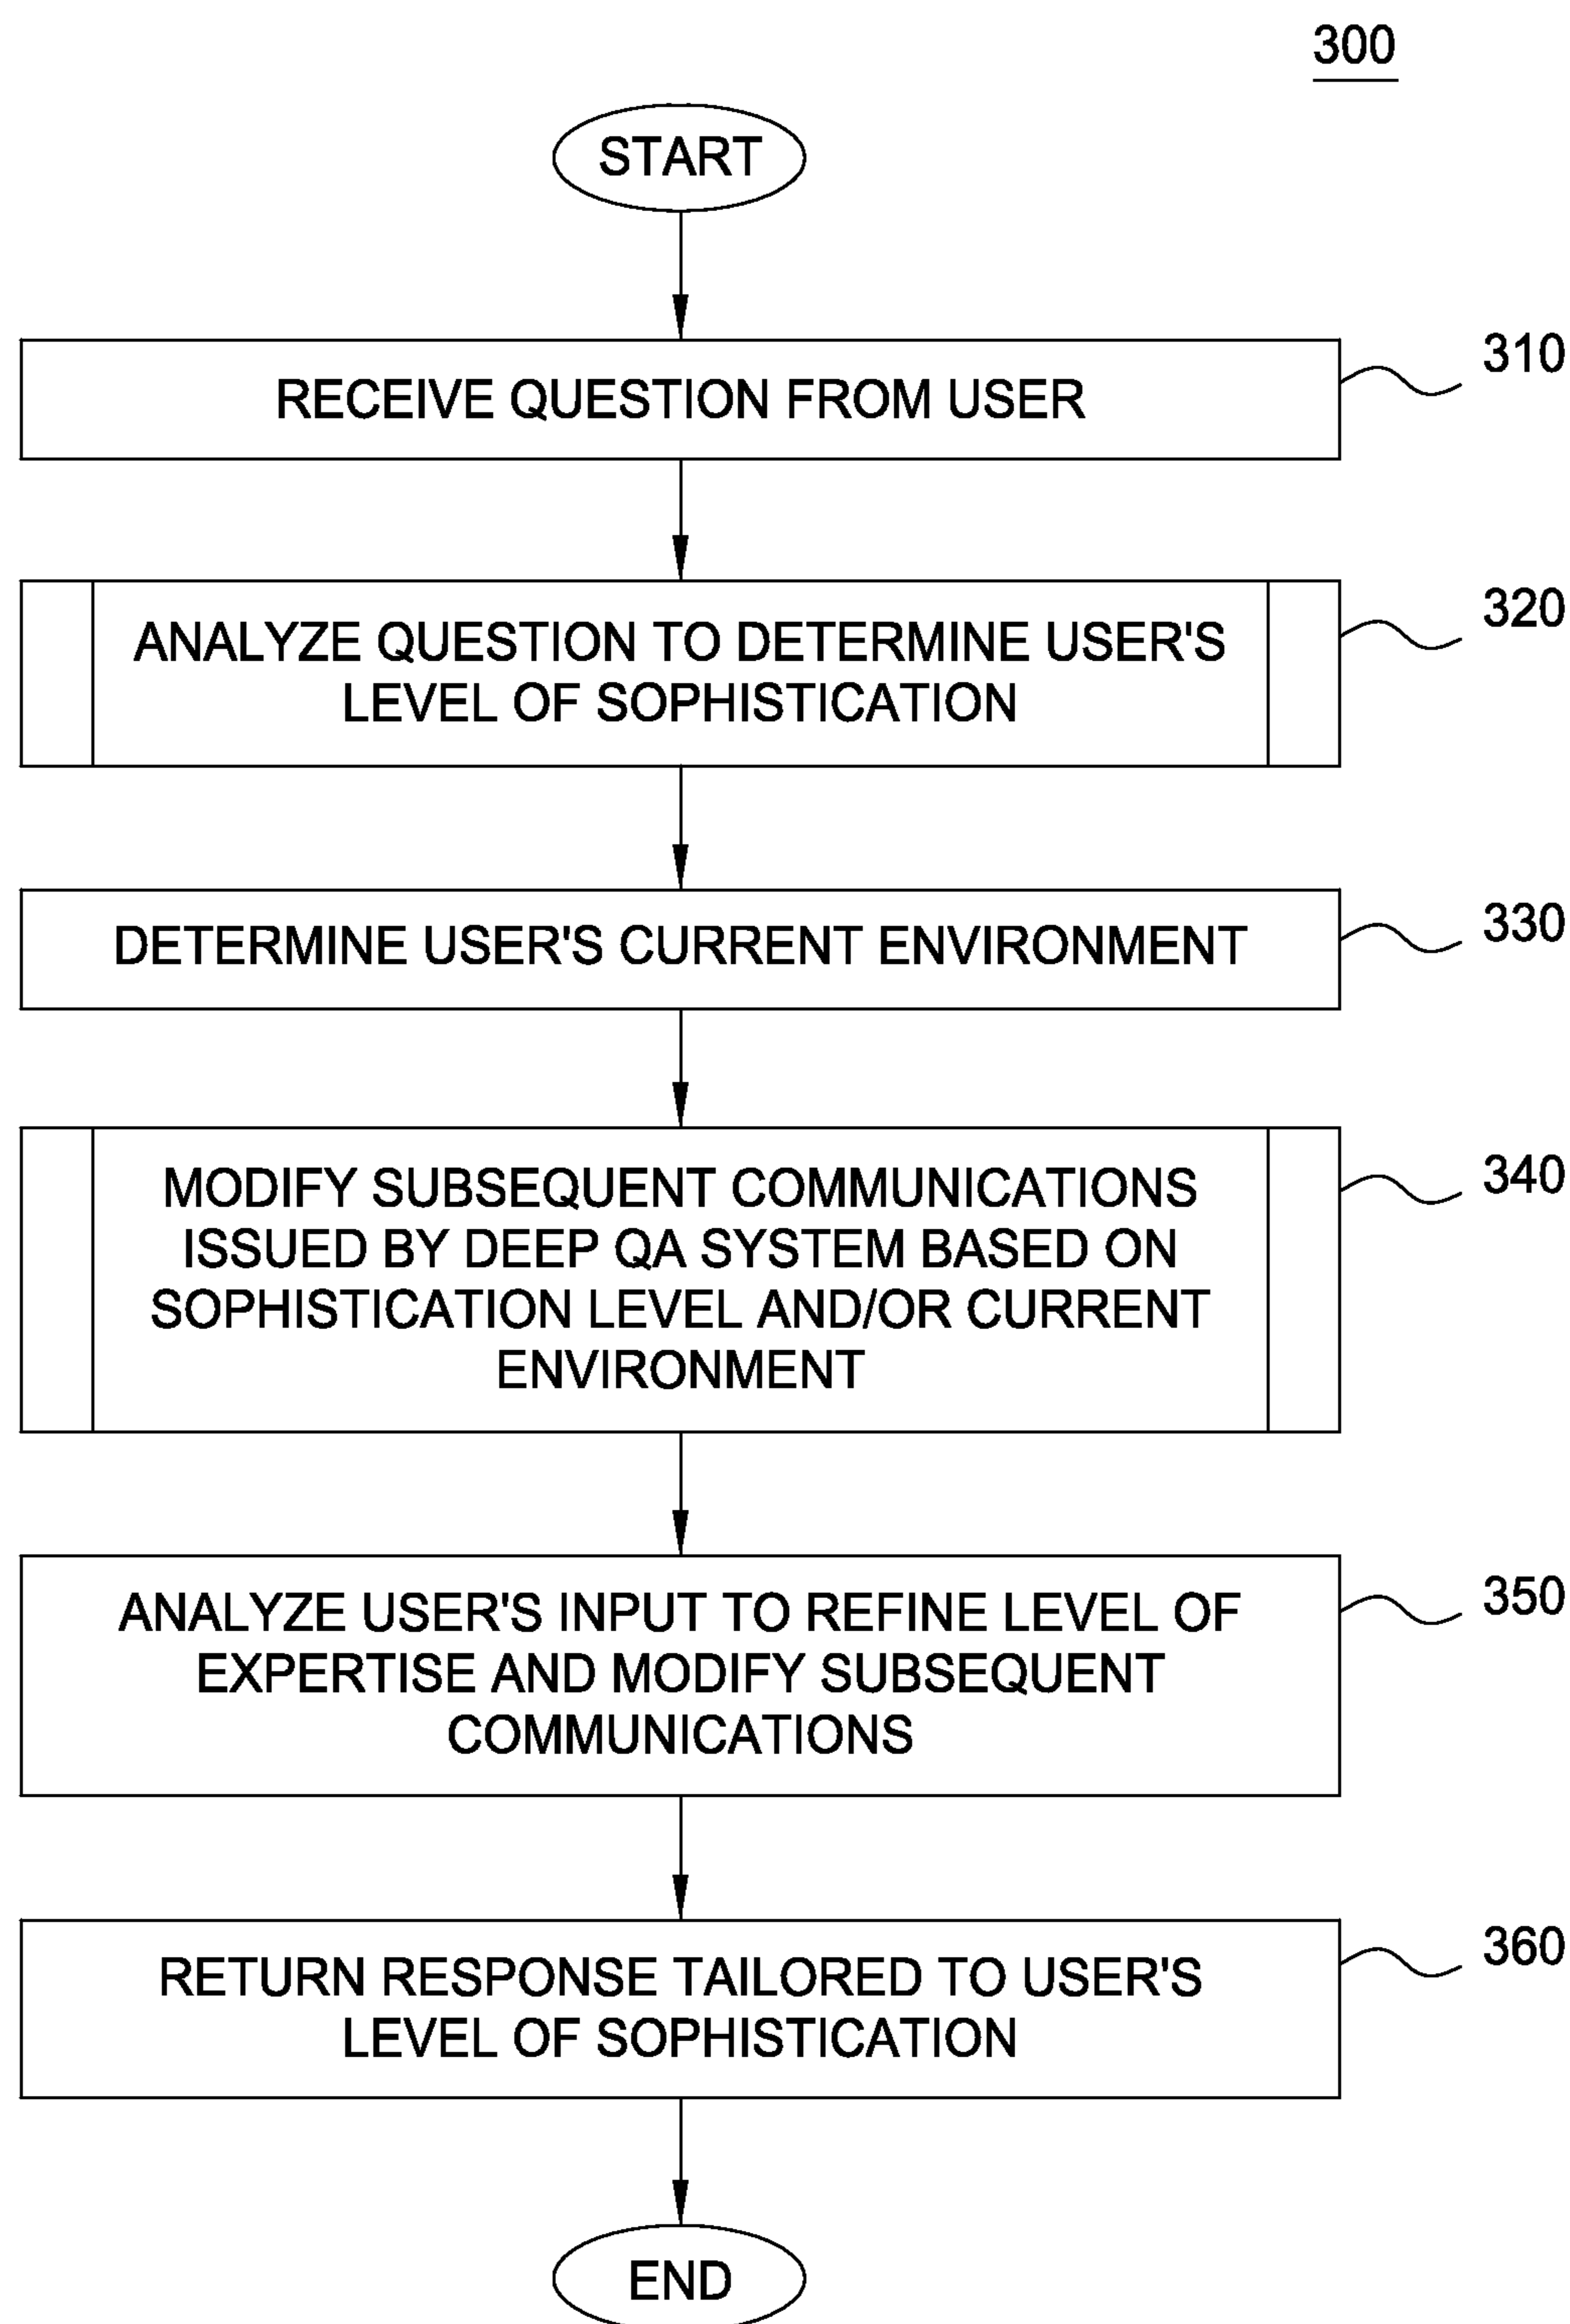 300
START
RECEIVE QUESTION FROM USER
310
ANALYZE QUESTION TO DETERMINE USER'S
LEVEL OF SOPHISTICATION
320
DETERMINE USER'S CURRENT ENVIRONMENT
330
MODIFY SUBSEQUENT COMMUNICATIONS
ISSUED BY DEEP QA SYSTEM BASED ON
SOPHISTICATION LEVEL AND/OR CURRENT
ENVIRONMENT
340
ANALYZE USER'S INPUT TO REFINE LEVEL OF
EXPERTISE AND MODIFY SUBSEQUENT
COMMUNICATIONS
350
RETURN RESPONSE TAILORED TO USER'S
LEVEL OF SOPHISTICATION
360
END